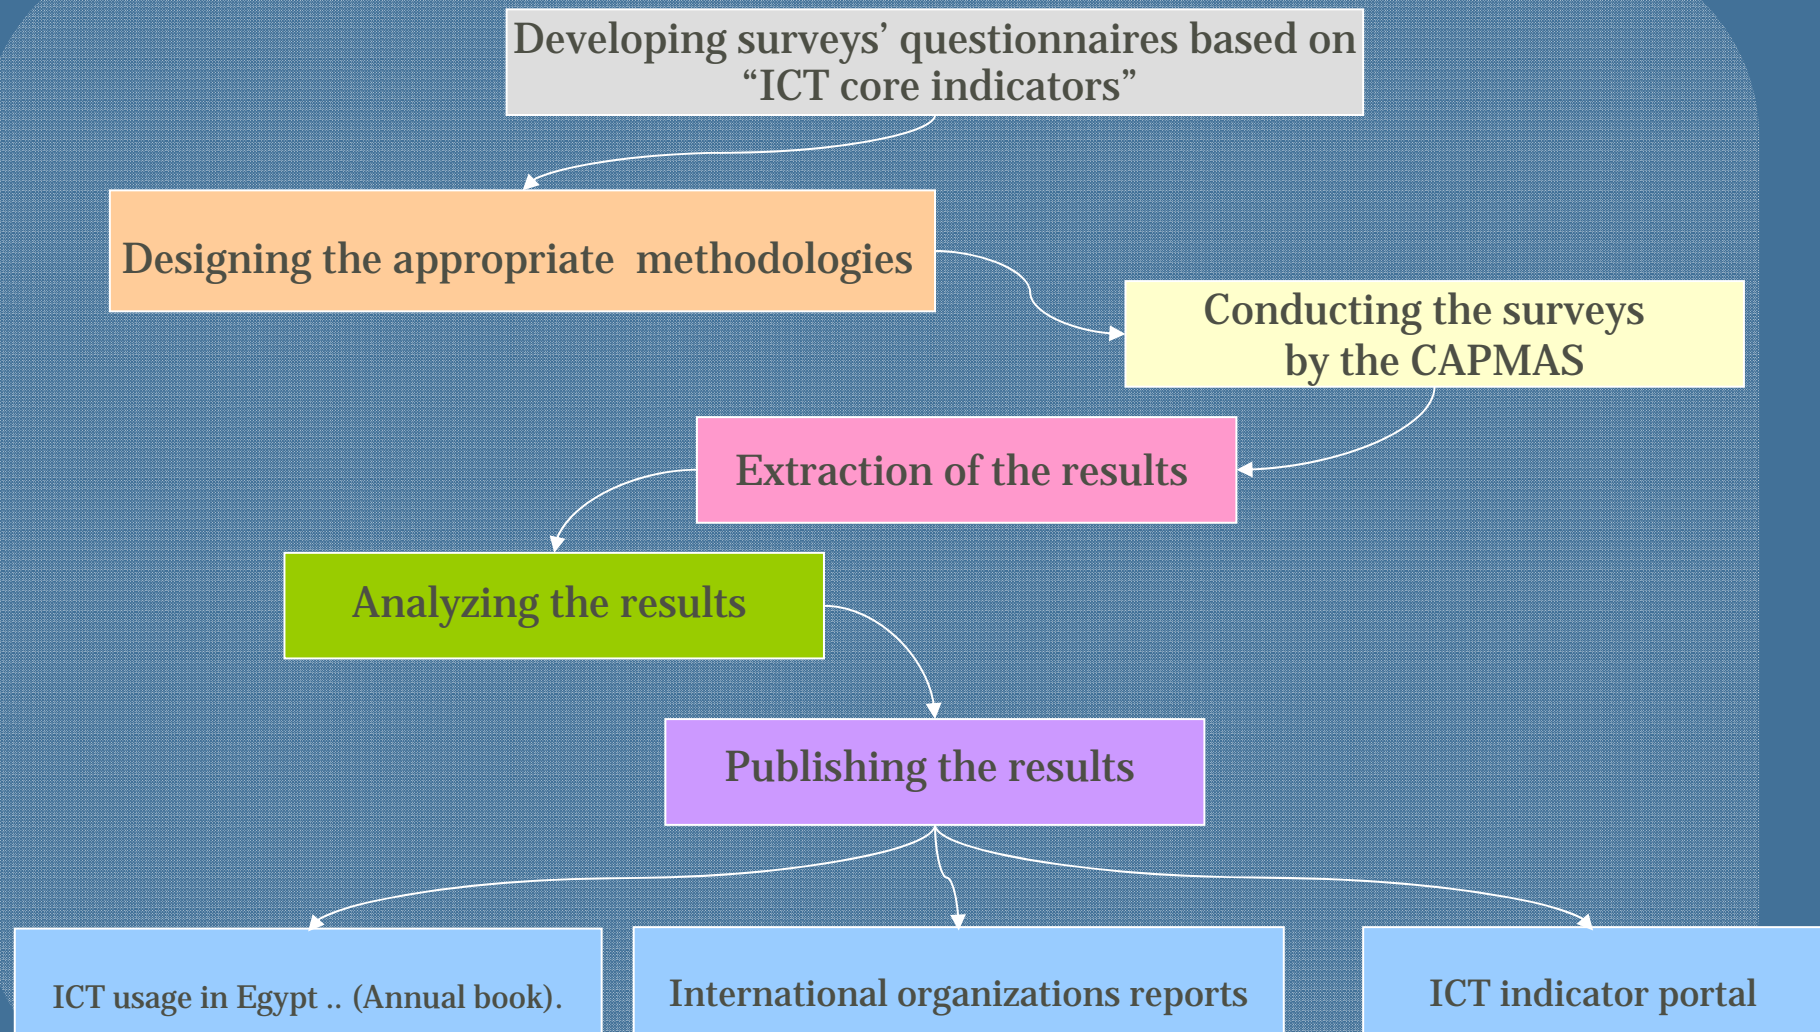 Developing surveys’ questionnaires based on
“ICT core indicators”
Designing the appropriate  methodologies
Conducting the surveys
by the CAPMAS
Extraction of the results
Analyzing the results
Publishing the results
ICT usage in Egypt .. (Annual book).
International organizations reports
ICT indicator portal